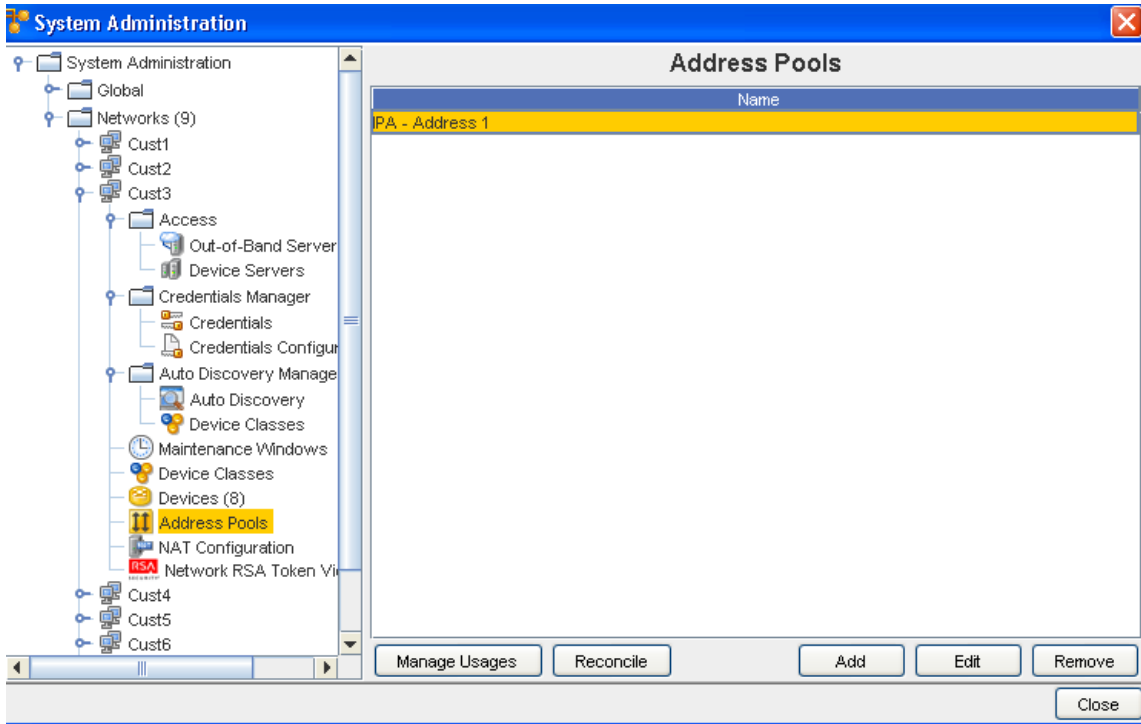 System Administration
System Administration
Global
Networks (9)
Cust1
Cust2
Cust3
Access
Out-of-Band Server
Device Servers
Credentials Manager
Credentials
Credentials Configur
Auto Discovery Manage
Auto Discovery
Device Classes
Maintenance Windows
Device Classes
Devices (8)
Address Pools
NAT Configuration
RSA SECURITY Network RSA Token Vi
Cust4
Cust5
Cust6
Address Pools
Name
IPA - Address 1
Manage Usages Reconcile Add Edit Remove
Close